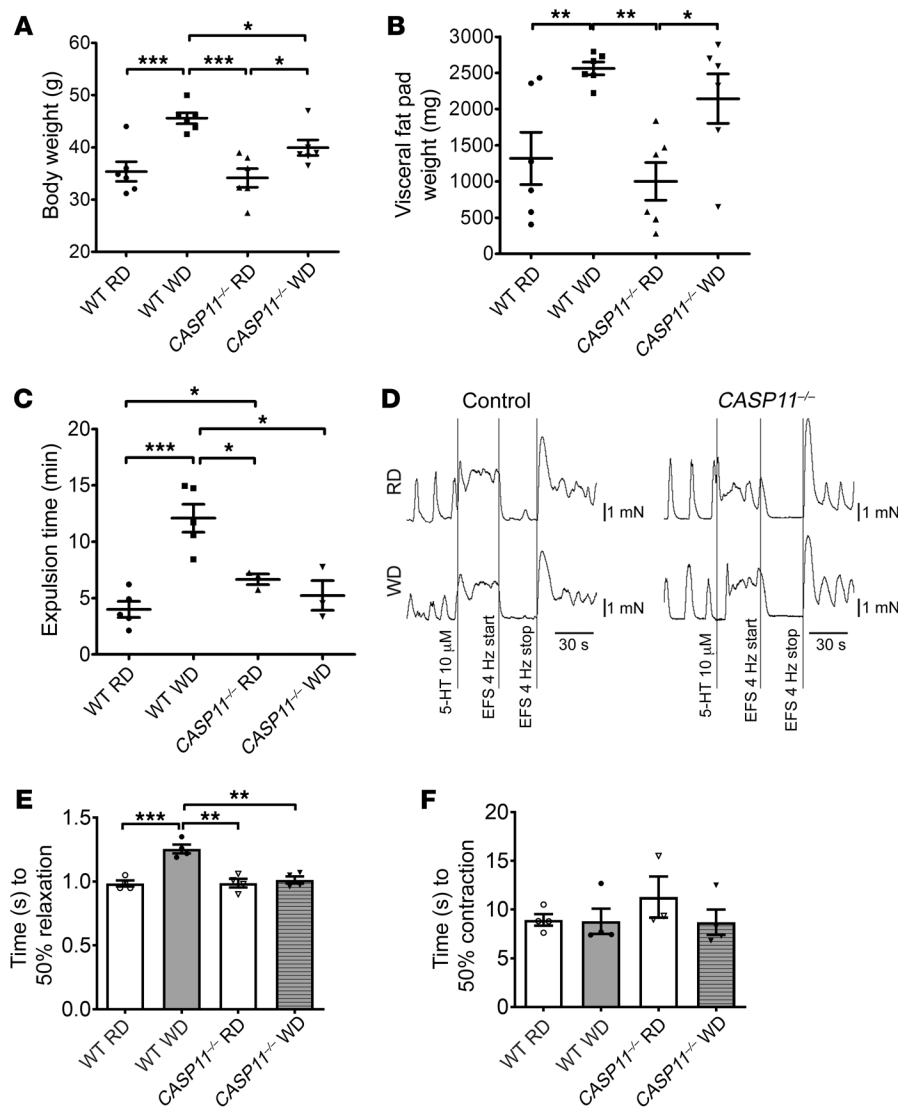 A
Body weight (g)
60
50
40
30
20
***
***
*
*
WT RD
WT WD
CASP11–/– RD
CASP11–/– WD
B
Visceral fat pad
weight (mg)
3000
2500
2000
1500
1000
500
0
**
**
*
WT RD
WT WD
CASP11–/– RD
CASP11–/– WD
C
Expulsion time (min)
20
15
10
5
0
*
*
***
*
WT RD
WT WD
CASP11–/– RD
CASP11–/– WD
D
Control
CASP11–/–
RD
1 mN
1 mN
WD
1 mN
1 mN
5-HT 10 µM
EFS 4 Hz start
EFS 4 Hz stop
30 s
5-HT 10 µM
EFS 4 Hz start
EFS 4 Hz stop
30 s
E
Time (s) to
50% relaxation
1.5
1.0
0.5
0.0
**
***
**
WT RD
WT WD
CASP11–/– RD
CASP11–/– WD
F
Time (s) to
50% contraction
20
15
10
5
0
WT RD
WT WD
CASP11–/– RD
CASP11–/– WD